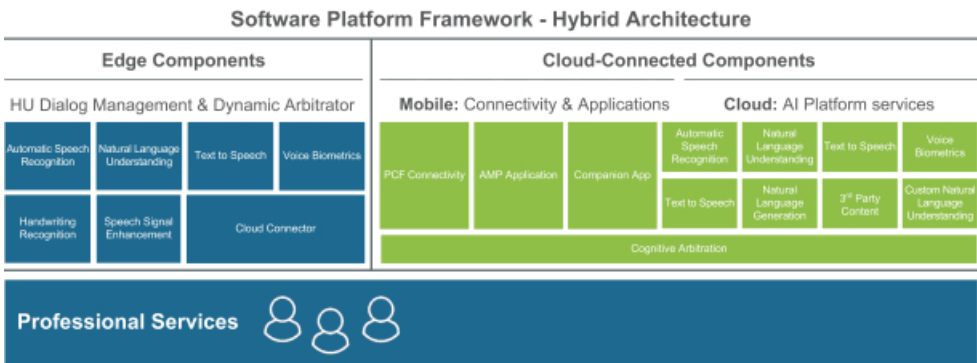 Software Platform Framework - Hybrid Architecture
Edge Components
HU Dialog Management & Dynamic Arbitrator
Automatic Speech
Recognition
Natural Language
Understanding
Text to Speech
Voice Biometrics
Handwriting
Recognition
Speech Signal
Enhancement
Cloud Connector
Cloud-Connected Components
Mobile: Connectivity & Applications
Cloud: AI Platform services
PCF Connectivity
AMP Application
Companion App
Automatic
Speech
Recognition
Natural
Language
Understanding
Text to Speech
Voice
Biometrics
Text to Speech
Natural
Language
Generation
3rd Party
Content
Custom Natural
Language
Understanding
Cognitive Arbitration
Professional Services